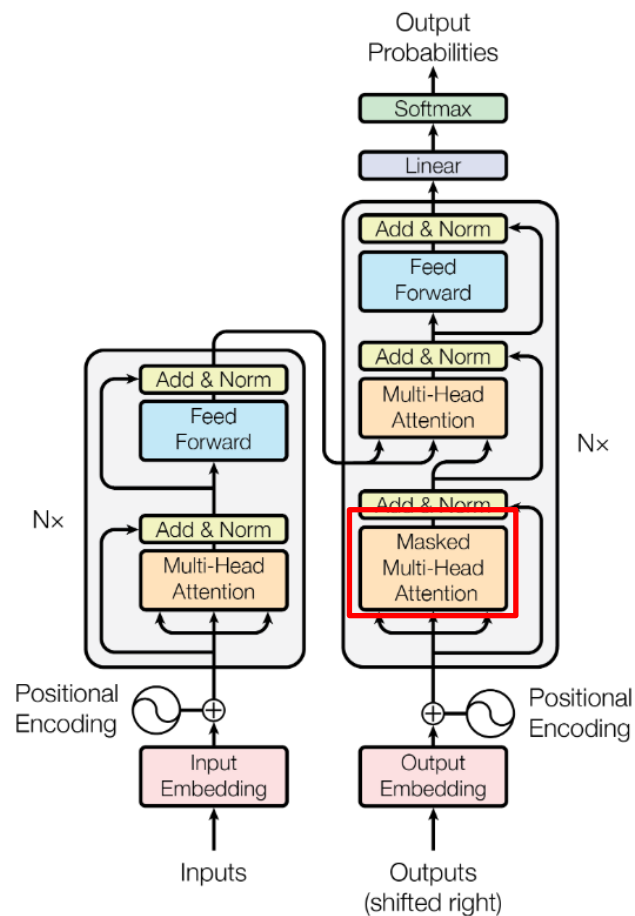 Output
Probabilities
Softmax
Linear
Add & Norm
Feed
Forward
Add & Norm
Multi-Head
Attention
Nx
Add & Norm
Masked
Multi-Head
Attention
Add & Norm
Feed
Forward
Nx
Add & Norm
Multi-Head
Attention
Positional
Encoding
Positional
Encoding
Input
Embedding
Output
Embedding
Inputs
Outputs
(shifted right)